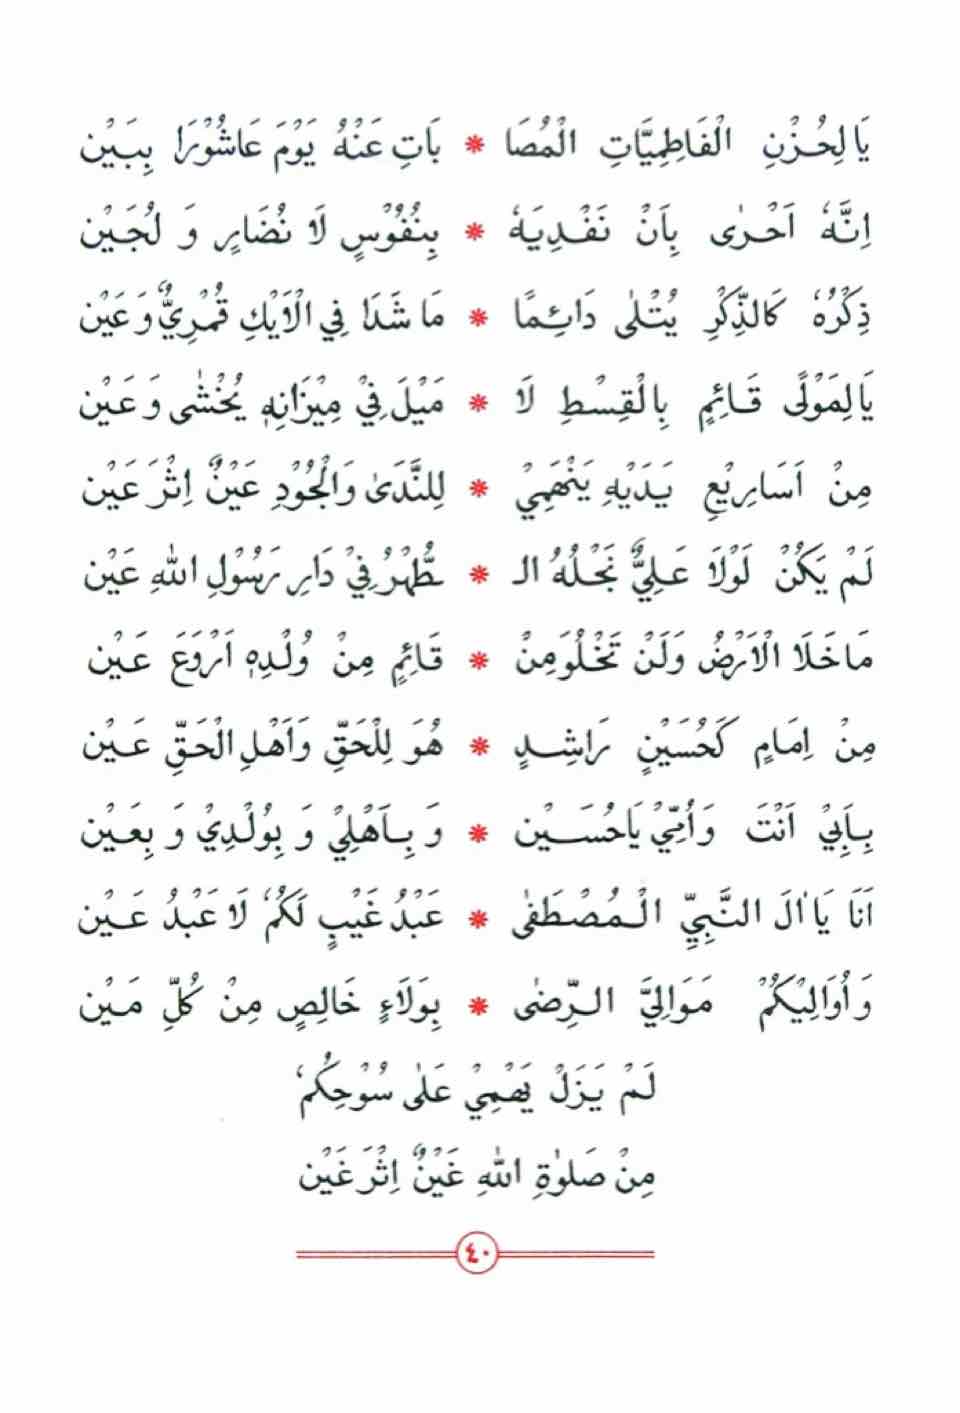 يَا لِحُزْنِ الْفَاطِمِيَّاتِ الْمُصَا * بَاتِ عَنْهُ يَوْمَ عَاشُوْرَا بِبَيْن
اِنَّهٗ اَحْرٰى بِاَنْ نَفْدِيَهٗ * بِنُفُوْسٍ لَا نُضَارٍ وَ لُجَيْن
ذِكْرُهٗ كَالذِّكْرِ يُتْلٰى دَائِمًا * مَا شَدَا فِي الْاَيْكِ قُمْرِيٌّ وَعَيْن
يَا لِمَوْلًى قَائِمٍ بِالْقِسْطِ لَا * مَيْلَ فِيْ مِيْزَانِهٖ يُخْشٰى وَعَيْن
مِنْ اَسَارِيْعِ يَدَيْهِ يَنْهَمِيْ * لِلنَّدَىٰ وَالْجُوْدِ عَيْنٌ اِثْرَ عَيْن
لَمْ يَكُنْ لَوْلَا عَلِيٌّ نَجْلُهُ الـ * ـطُّهْرُ فِيْ دَارِ رَسُوْلِ اللهِ عَيْن
مَا خَلَا الْاَرْضُ وَلَنْ تَخْلُوَ مِنْ * قَائِمٍ مِنْ وُلْدِهٖ اَرْوَعَ عَيْن
مِنْ اِمَامٍ كَحُسَيْنٍ رَاشِدٍ * هُوَ لِلْحَقِّ وَاَهْلِ الْحَقِّ عَيْن
بِاَبِيْ اَنْتَ وَاُمِّيْ يَاحُسَيْن * وَ بِاَهْلِيْ وَ بِوُلْدِيْ وَ بِعَيْن
اَنَا يَا اٰلَ النَّبِيِّ الْمُصْطَفٰى * عَبْدُ غَيْبٍ لَكُمْ لَا عَبْدُ عَيْن
وَاُوَالِيْكُمْ مَوَالِيَّ الرِّضٰى * بِوَلَاءٍ خَالِصٍ مِنْ كُلِّ مَيْن
لَمْ يَزَلْ يَهْمِيْ عَلٰى سُوْحِكُمْ
مِنْ صَلٰوةِ اللهِ غَيْنٌ اِثْرَ غَيْن
٤٠